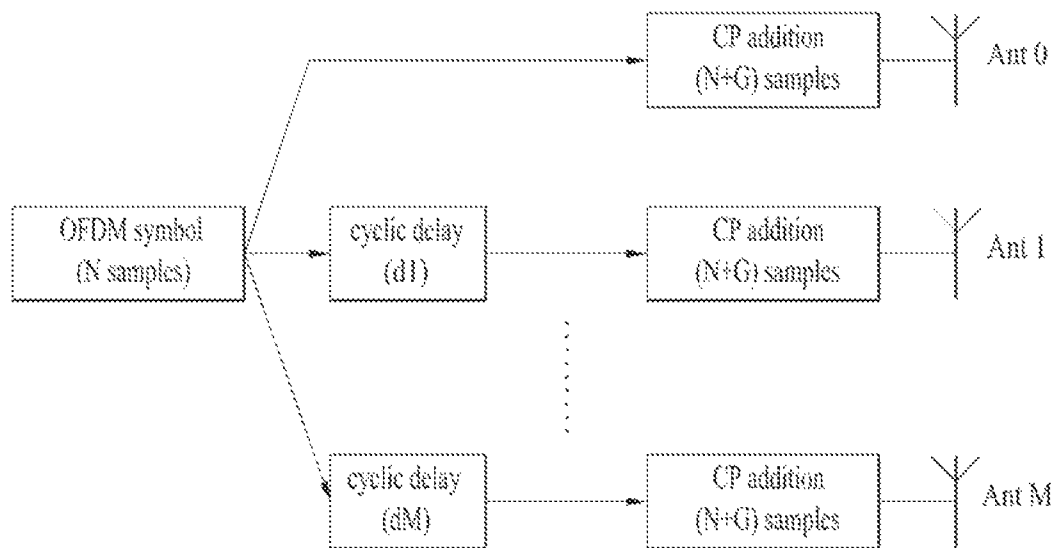 CP addition
(N+G) samples
Ant 0
OFDM symbol
(N samples)
cyclic delay
(d1)
CP addition
(N+G) samples
Ant 1
cyclic delay
(dM)
CP addition
(N+G) samples
Ant M